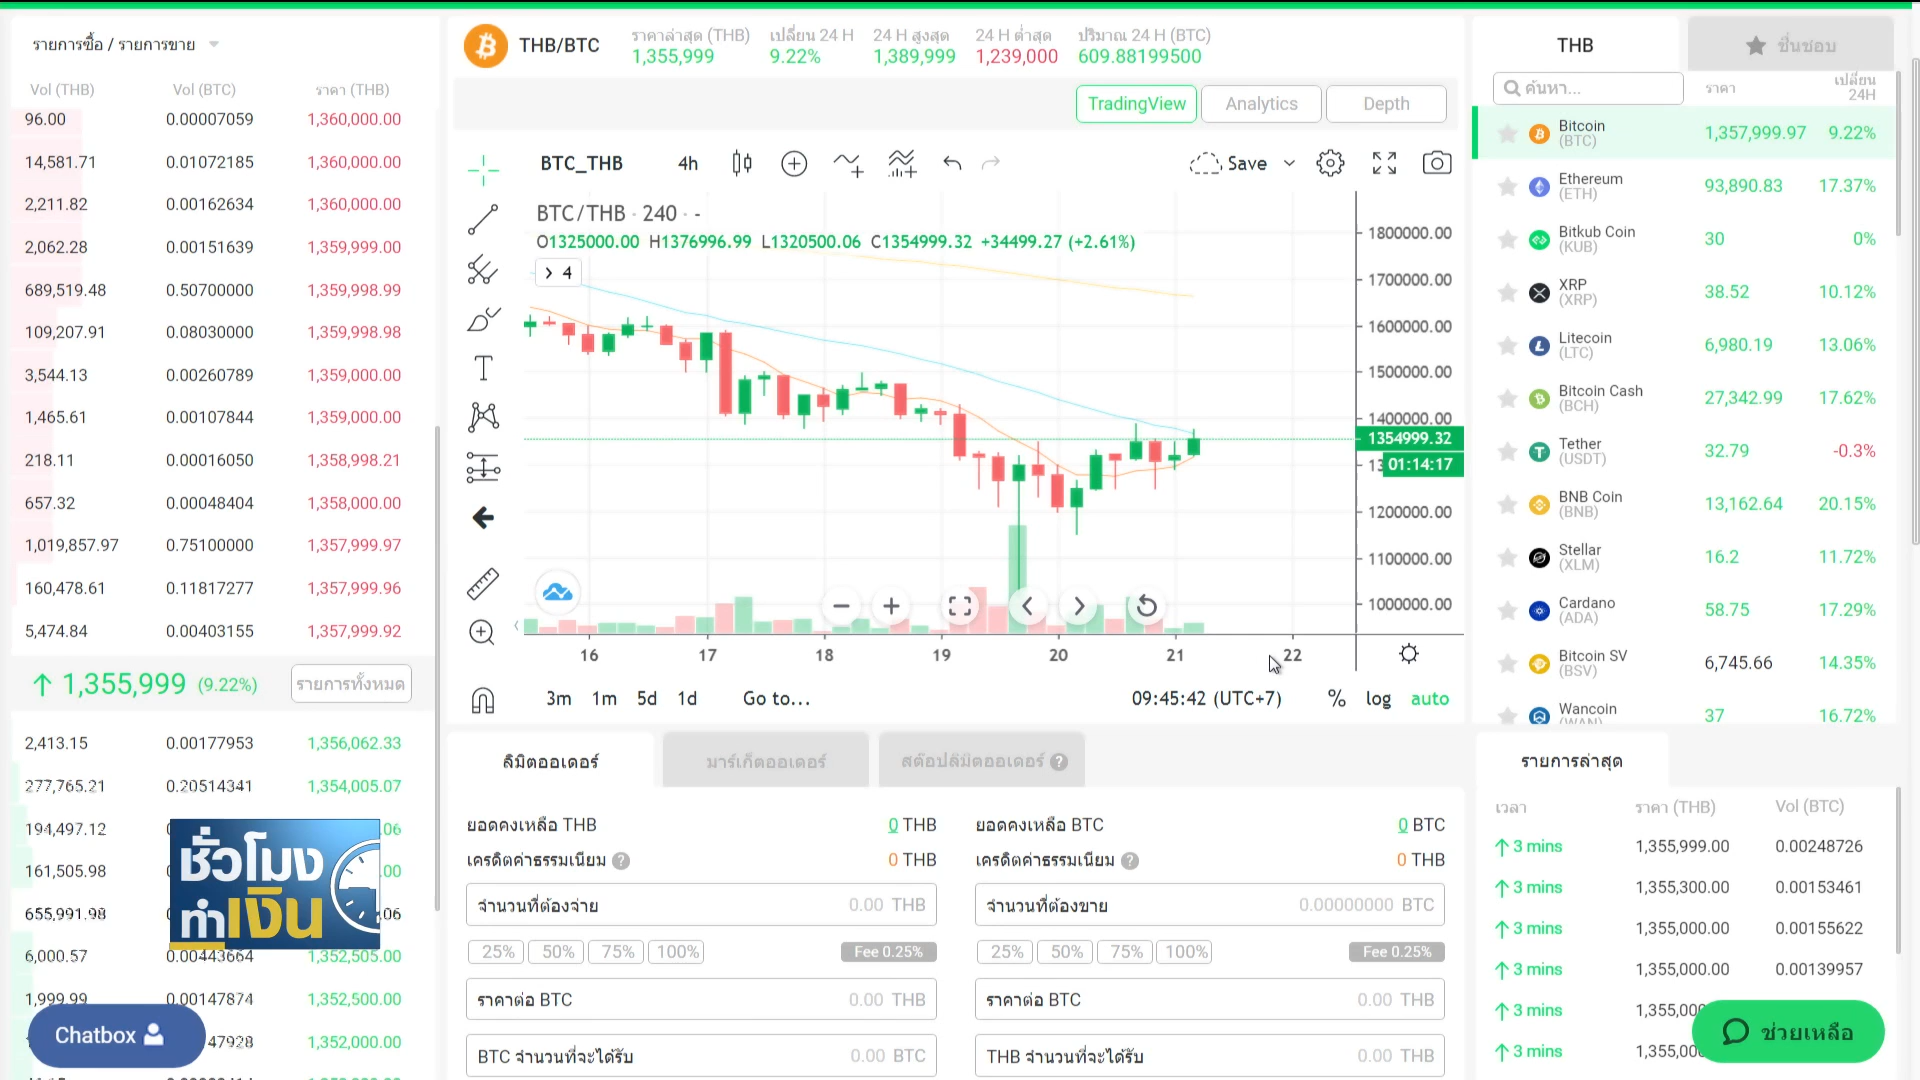 รายการซื้อ / รายการขาย
Vol (THB) Vol (BTC) ราคา (THB)
96.00 0.00007059 1,360,000.00
14,581.71 0.01072185 1,360,000.00
2,211.82 0.00162634 1,360,000.00
2,062.28 0.00151639 1,359,999.00
689,519.48 0.50700000 1,359,998.99
109,207.91 0.08030000 1,359,998.98
3,544.13 0.00260789 1,359,000.00
1,465.61 0.00107844 1,359,000.00
218.11 0.00016050 1,358,998.21
657.32 0.00048404 1,358,000.00
1,019,857.97 0.75100000 1,357,999.97
160,478.61 0.11817277 1,357,999.96
5,474.84 0.00403155 1,357,999.92
1,355,999 (9.22%) รายการทั้งหมด
2,413.15 0.00177953 1,356,062.33
277,765.21 0.20514341 1,354,005.07
194,497.12 06
161,505.98 00
655,991.98 06
ชั่วโมง
ทำเงิน
6,000.57 0.00443664 1,352,505.00
1,999.99 0.00147874 1,352,500.00
47928 1,352,000.00
Chatbox
THB/BTC
ราคาล่าสุด (THB) เปลี่ยน 24 H 24 H สูงสุด 24 H ต่ำสุด ปริมาณ 24 H (BTC)
1,355,999 9.22% 1,389,999 1,239,000 609.88199500
TradingView Analytics Depth
BTC_THB 4h Save
BTC/THB · 240 · -
O1325000.00 H1376996.99 L1320500.06 C1354999.32 +34499.27 (+2.61%)
4
1800000.00
1700000.00
1600000.00
1500000.00
1400000.00
1354999.32
01:14:17
1200000.00
1100000.00
1000000.00
16 17 18 19 20 21 22
3m 1m 5d 1d Go to... 09:45:42 (UTC+7) % log auto
ลิมิตออเดอร์ มาร์เก็ตออเดอร์ สต๊อปลิมิตออเดอร์ ?
ยอดคงเหลือ THB 0 THB
เครดิตค่าธรรมเนียม ? 0 THB
จำนวนที่ต้องจ่าย 0.00 THB
25% 50% 75% 100% Fee 0.25%
ราคาต่อ BTC 0.00 THB
BTC จำนวนที่จะได้รับ 0.00 BTC
ยอดคงเหลือ BTC 0 BTC
เครดิตค่าธรรมเนียม ? 0 THB
จำนวนที่ต้องขาย 0.00000000 BTC
25% 50% 75% 100% Fee 0.25%
ราคาต่อ BTC 0.00 THB
THB จำนวนที่จะได้รับ 0.00 THB
THB ชื่นชอบ
ค้นหา... ราคา เปลี่ยน
24H
Bitcoin (BTC) 1,357,999.97 9.22%
Ethereum (ETH) 93,890.83 17.37%
Bitkub Coin (KUB) 30 0%
XRP (XRP) 38.52 10.12%
Litecoin (LTC) 6,980.19 13.06%
Bitcoin Cash (BCH) 27,342.99 17.62%
Tether (USDT) 32.79 -0.3%
BNB Coin (BNB) 13,162.64 20.15%
Stellar (XLM) 16.2 11.72%
Cardano (ADA) 58.75 17.29%
Bitcoin SV (BSV) 6,745.66 14.35%
Wancoin (WAN) 37 16.72%
รายการล่าสุด
เวลา ราคา (THB) Vol (BTC)
3 mins 1,355,999.00 0.00248726
3 mins 1,355,300.00 0.00153461
3 mins 1,355,000.00 0.00155622
3 mins 1,355,000.00 0.00139957
3 mins 1,355,00
3 mins 1,355,00
ช่วยเหลือ